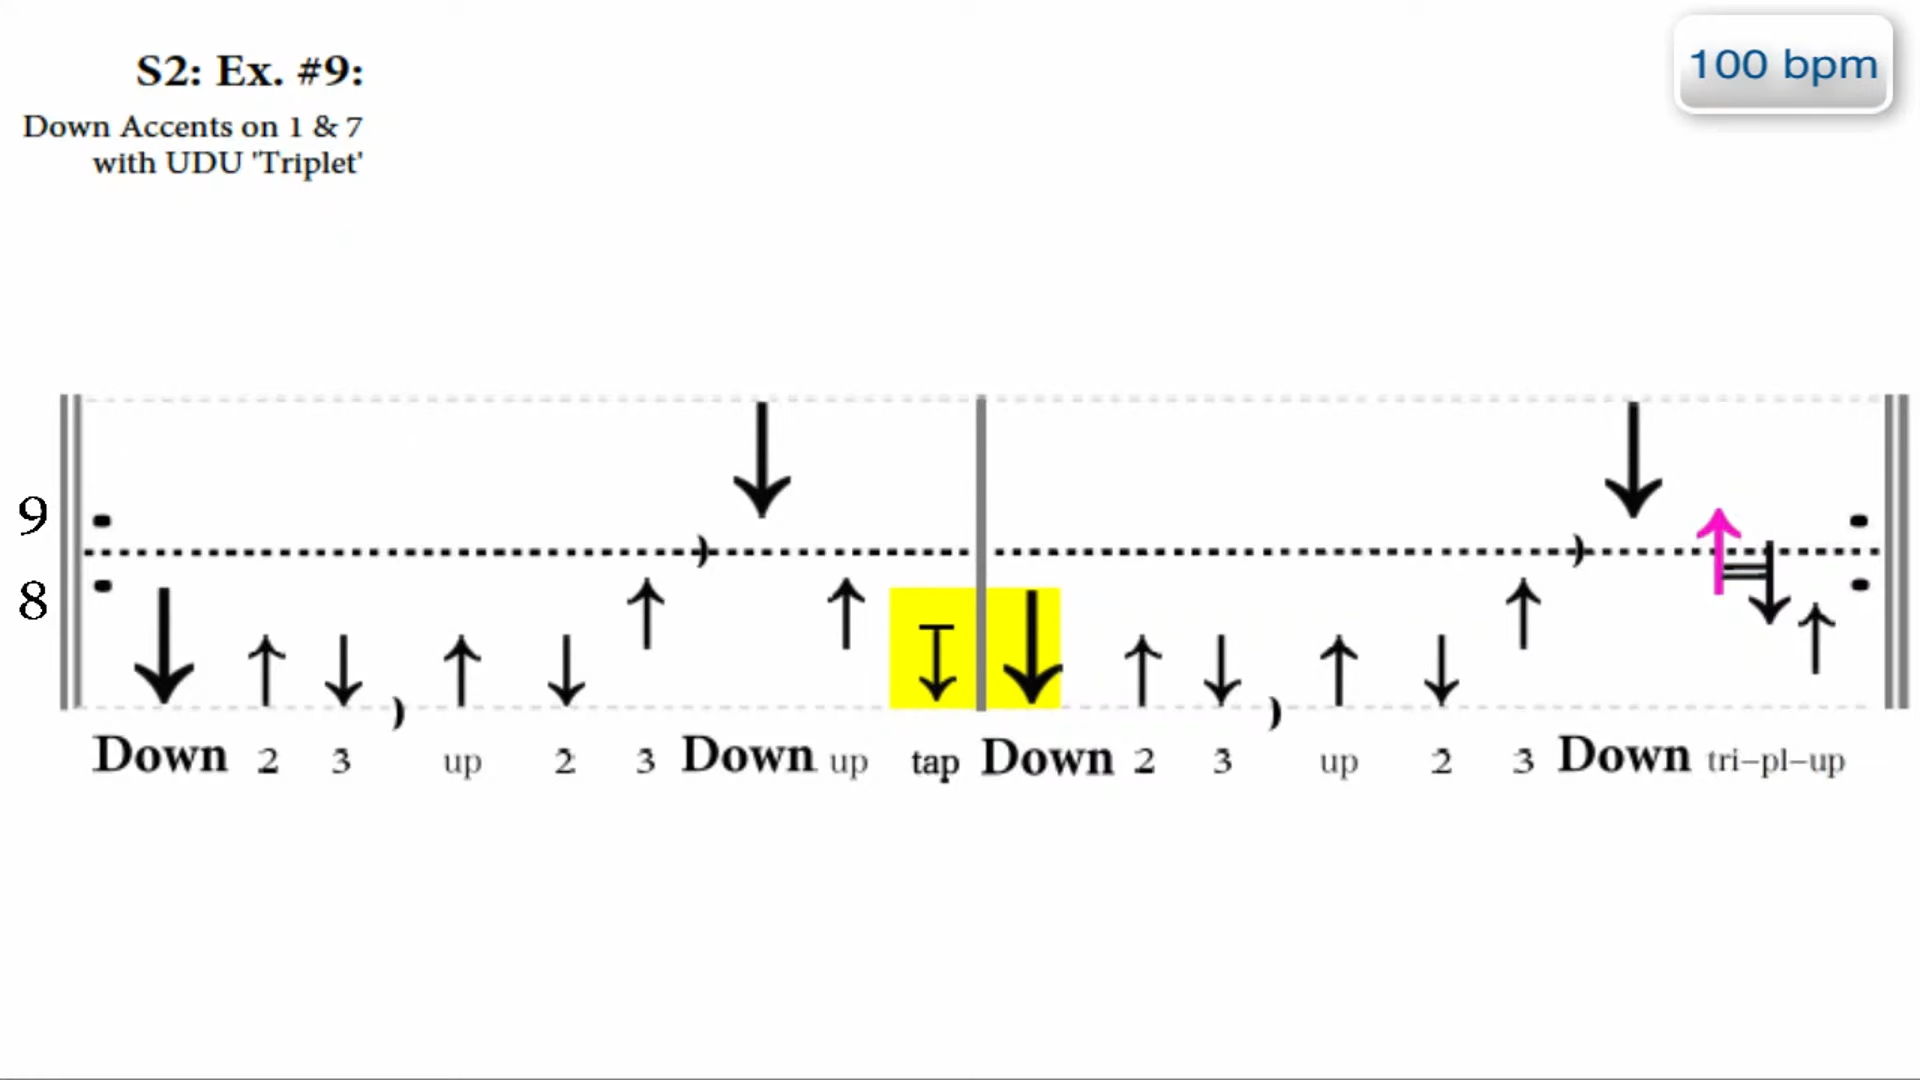 S2: Ex. #9:
100 bpm
Down Accents on 1 & 7
with UDU 'Triplet'
9
8
Down 2 3 up 2 3 Down up tap Down 2 3 up 2 3 Down tri-pl-up